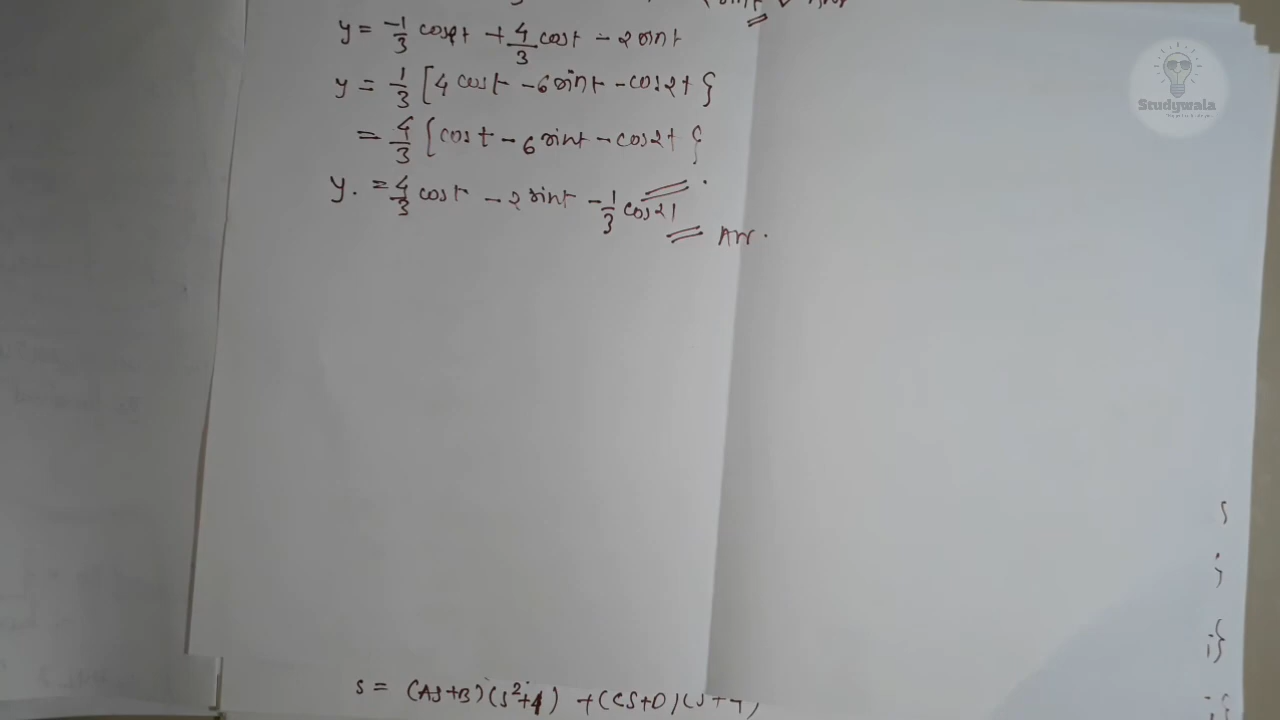 y = -1/3 cos2t + 4/3 cost - 2 sint
y = 1/3 [4 cost - 6 sint - cos2t }
= 4/3 { cost - 6 sint - cos2t }
y. = 4/3 cost - 2 sint - 1/3 cos2t
Ans.
s = (As+B)(s²+4) + (Cs+D)(s+
Studywala